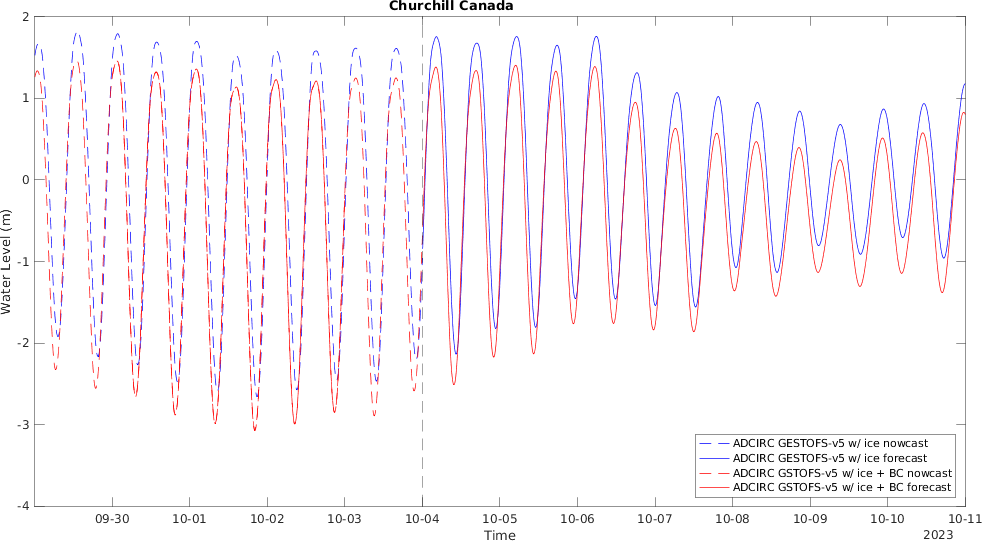 Churchill Canada
2
1
0
-1
-2
-3
-4
Water Level (m)
ADCIRC GESTOFS-v5 w/ ice nowcast
ADCIRC GESTOFS-v5 w/ ice forecast
ADCIRC GSTOFS-v5 w/ ice + BC nowcast
ADCIRC GSTOFS-v5 w/ ice + BC forecast
09-30 10-01 10-02 10-03 10-04 10-05 10-06 10-07 10-08 10-09 10-10 10-11
Time
2023